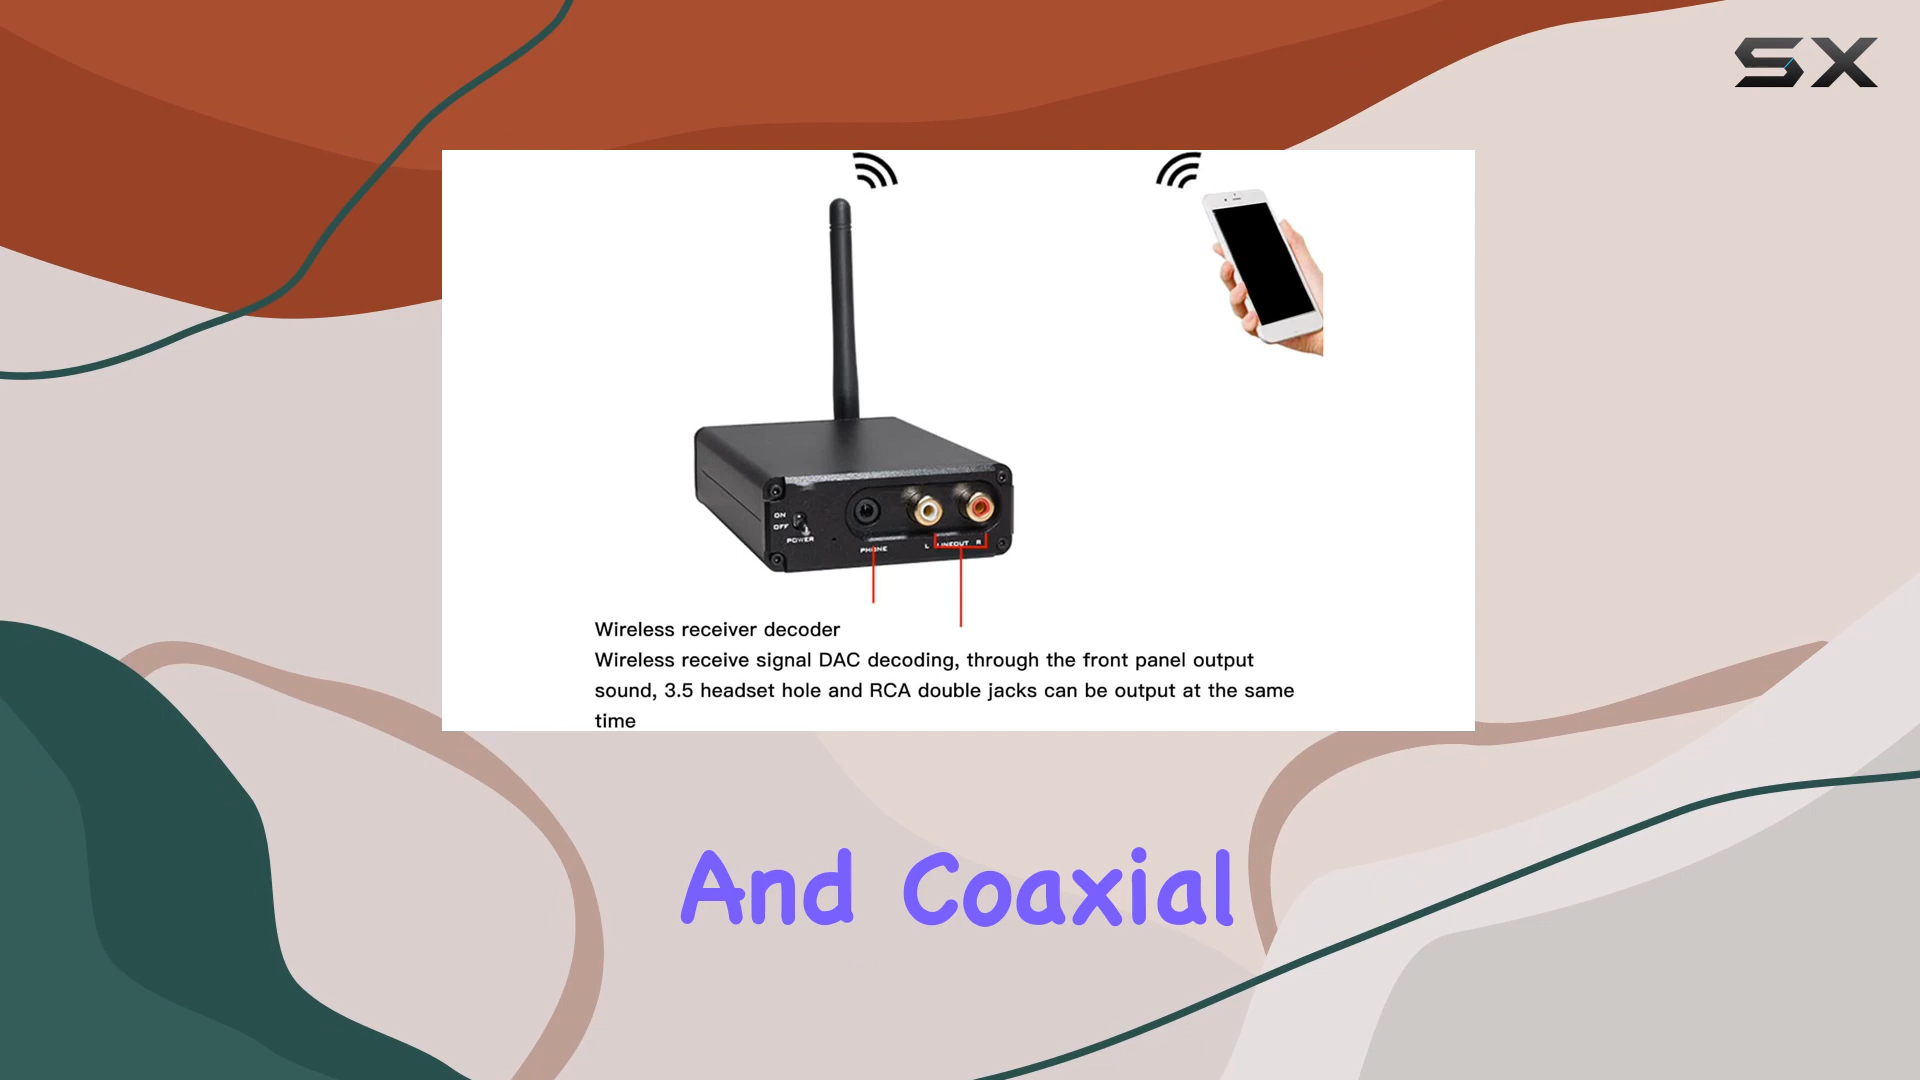 SX
ON
OFF
POWER
PHONE
L LINEOUT R
Wireless receiver decoder
Wireless receive signal DAC decoding, through the front panel output
sound, 3.5 headset hole and RCA double jacks can be output at the same
time
And Coaxial